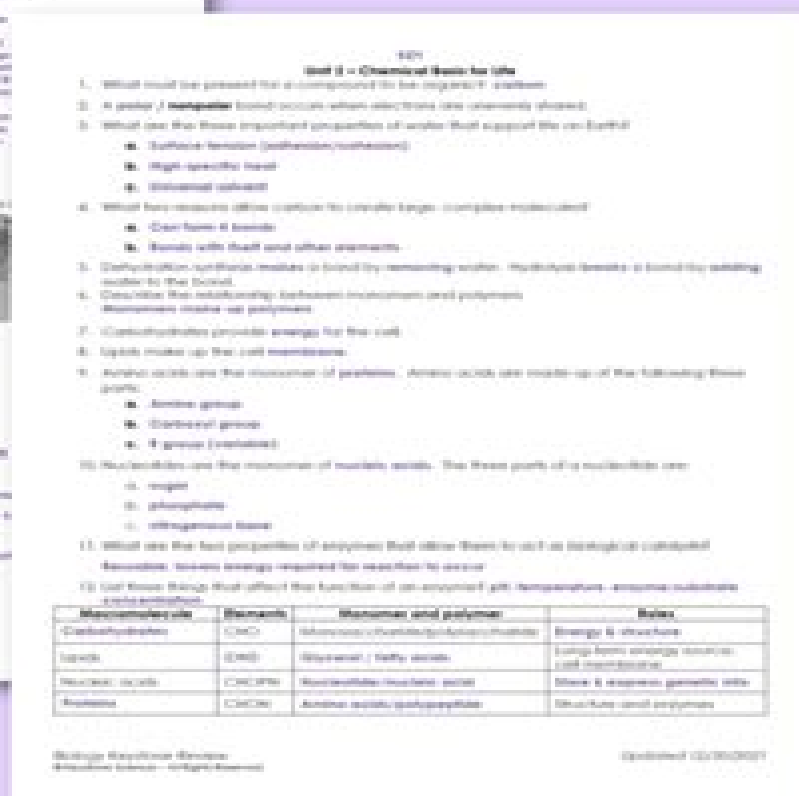 KEY
Unit 2 – Chemical Basis for Life
1. What must be present for a compound to be organic? carbon
2. A polar / nonpolar bond occurs when electrons are unevenly shared.
3. What are the three important properties of water that support life on Earth?
a. Surface tension (adhesion/cohesion)
b. High specific heat
c. Universal solvent
4. What two reasons allow carbon to create large, complex molecules?
a. Can form 4 bonds
b. Bonds with itself and other elements
5. Dehydration synthesis makes a bond by removing water. Hydrolysis breaks a bond by adding
water to the bond.
6. Describe the relationship between monomers and polymers
Monomers make up polymers
7. Carbohydrates provide energy for the cell.
8. Lipids make up the cell membrane.
9. Amino acids are the monomer of proteins. Amino acids are made up of the following three
parts:
a. Amine group
b. Carboxyl group
c. R group (variable)
10. Nucleotides are the monomer of nucleic acids. The three parts of a nucleotide are:
a. sugar
b. phosphate
c. nitrogenous base
11. What are the two properties of enzymes that allow them to act as biological catalysts?
Reusable, lowers energy required for reaction to occur
12. List three things that affect the function of an enzyme? pH, temperature, enzyme/substrate
concentration
Macromolecule Elements Monomer and polymer Roles
Carbohydrates CHO Monosaccharide/polysaccharide Energy & structure
Lipids Glycerol / fatty acids Long-term energy source,
cell membrane
Nucleic acids CHOPN Nucleotide/nucleic acid Store & express genetic info
Proteins CHON Amino acids/polypeptide Structure and enzymes
Biology Keystone Review
Updated
Science - All Rights Reserved